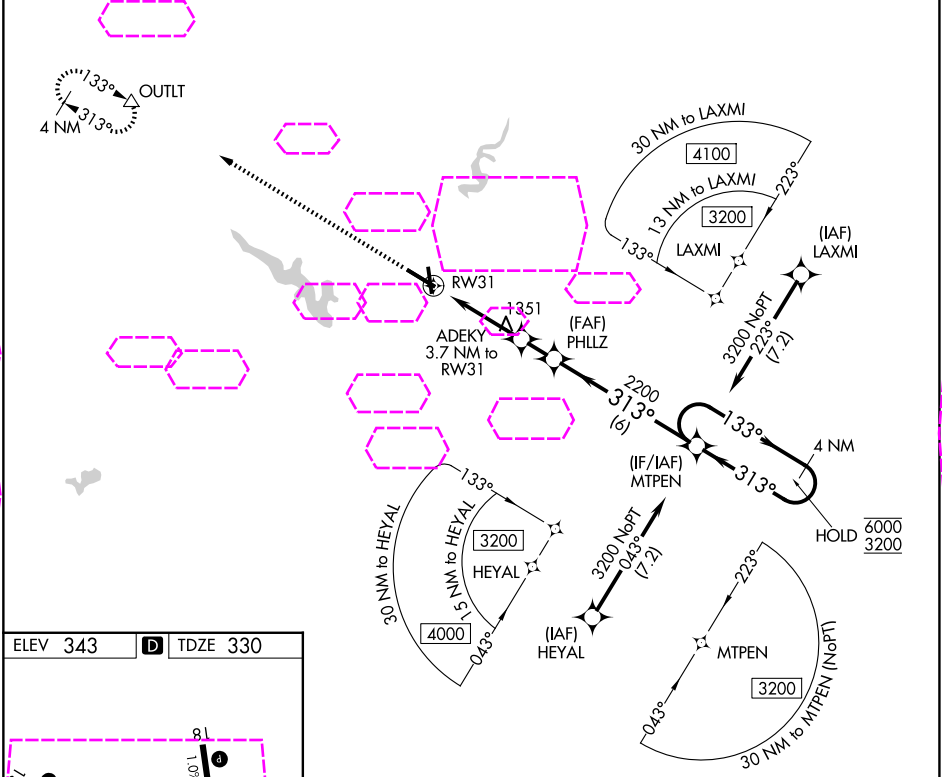 133°
OUTLT
313°
4 NM
30 NM to LAXMI
4100
223°
13 NM to LAXMI
3200
LAXMI
133°
(IAF)
LAXMI
RW31
1351
ADEKY
3.7 NM to
RW31
(FAF)
PHLLZ
3200 NoPT
223°
(7.2)
2200
313°
(6)
133°
4 NM
313°
(IF/IAF)
MTPEN
HOLD
6000
3200
133°
30 NM to HEYAL
15 NM to HEYAL
3200
HEYAL
4000
043°
3200 NoPT
043°
(7.2)
(IAF)
HEYAL
223°
MTPEN
3200
043°
30 NM to MTPEN (NoPT)
ELEV 343
D
TDZE 330
18
P